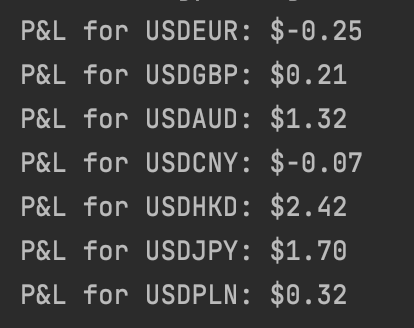 P&L for USDEUR: $-0.25
P&L for USDGBP: $0.21
P&L for USDAUD: $1.32
P&L for USDCNY: $-0.07
P&L for USDHKD: $2.42
P&L for USDJPY: $1.70
P&L for USDPLN: $0.32